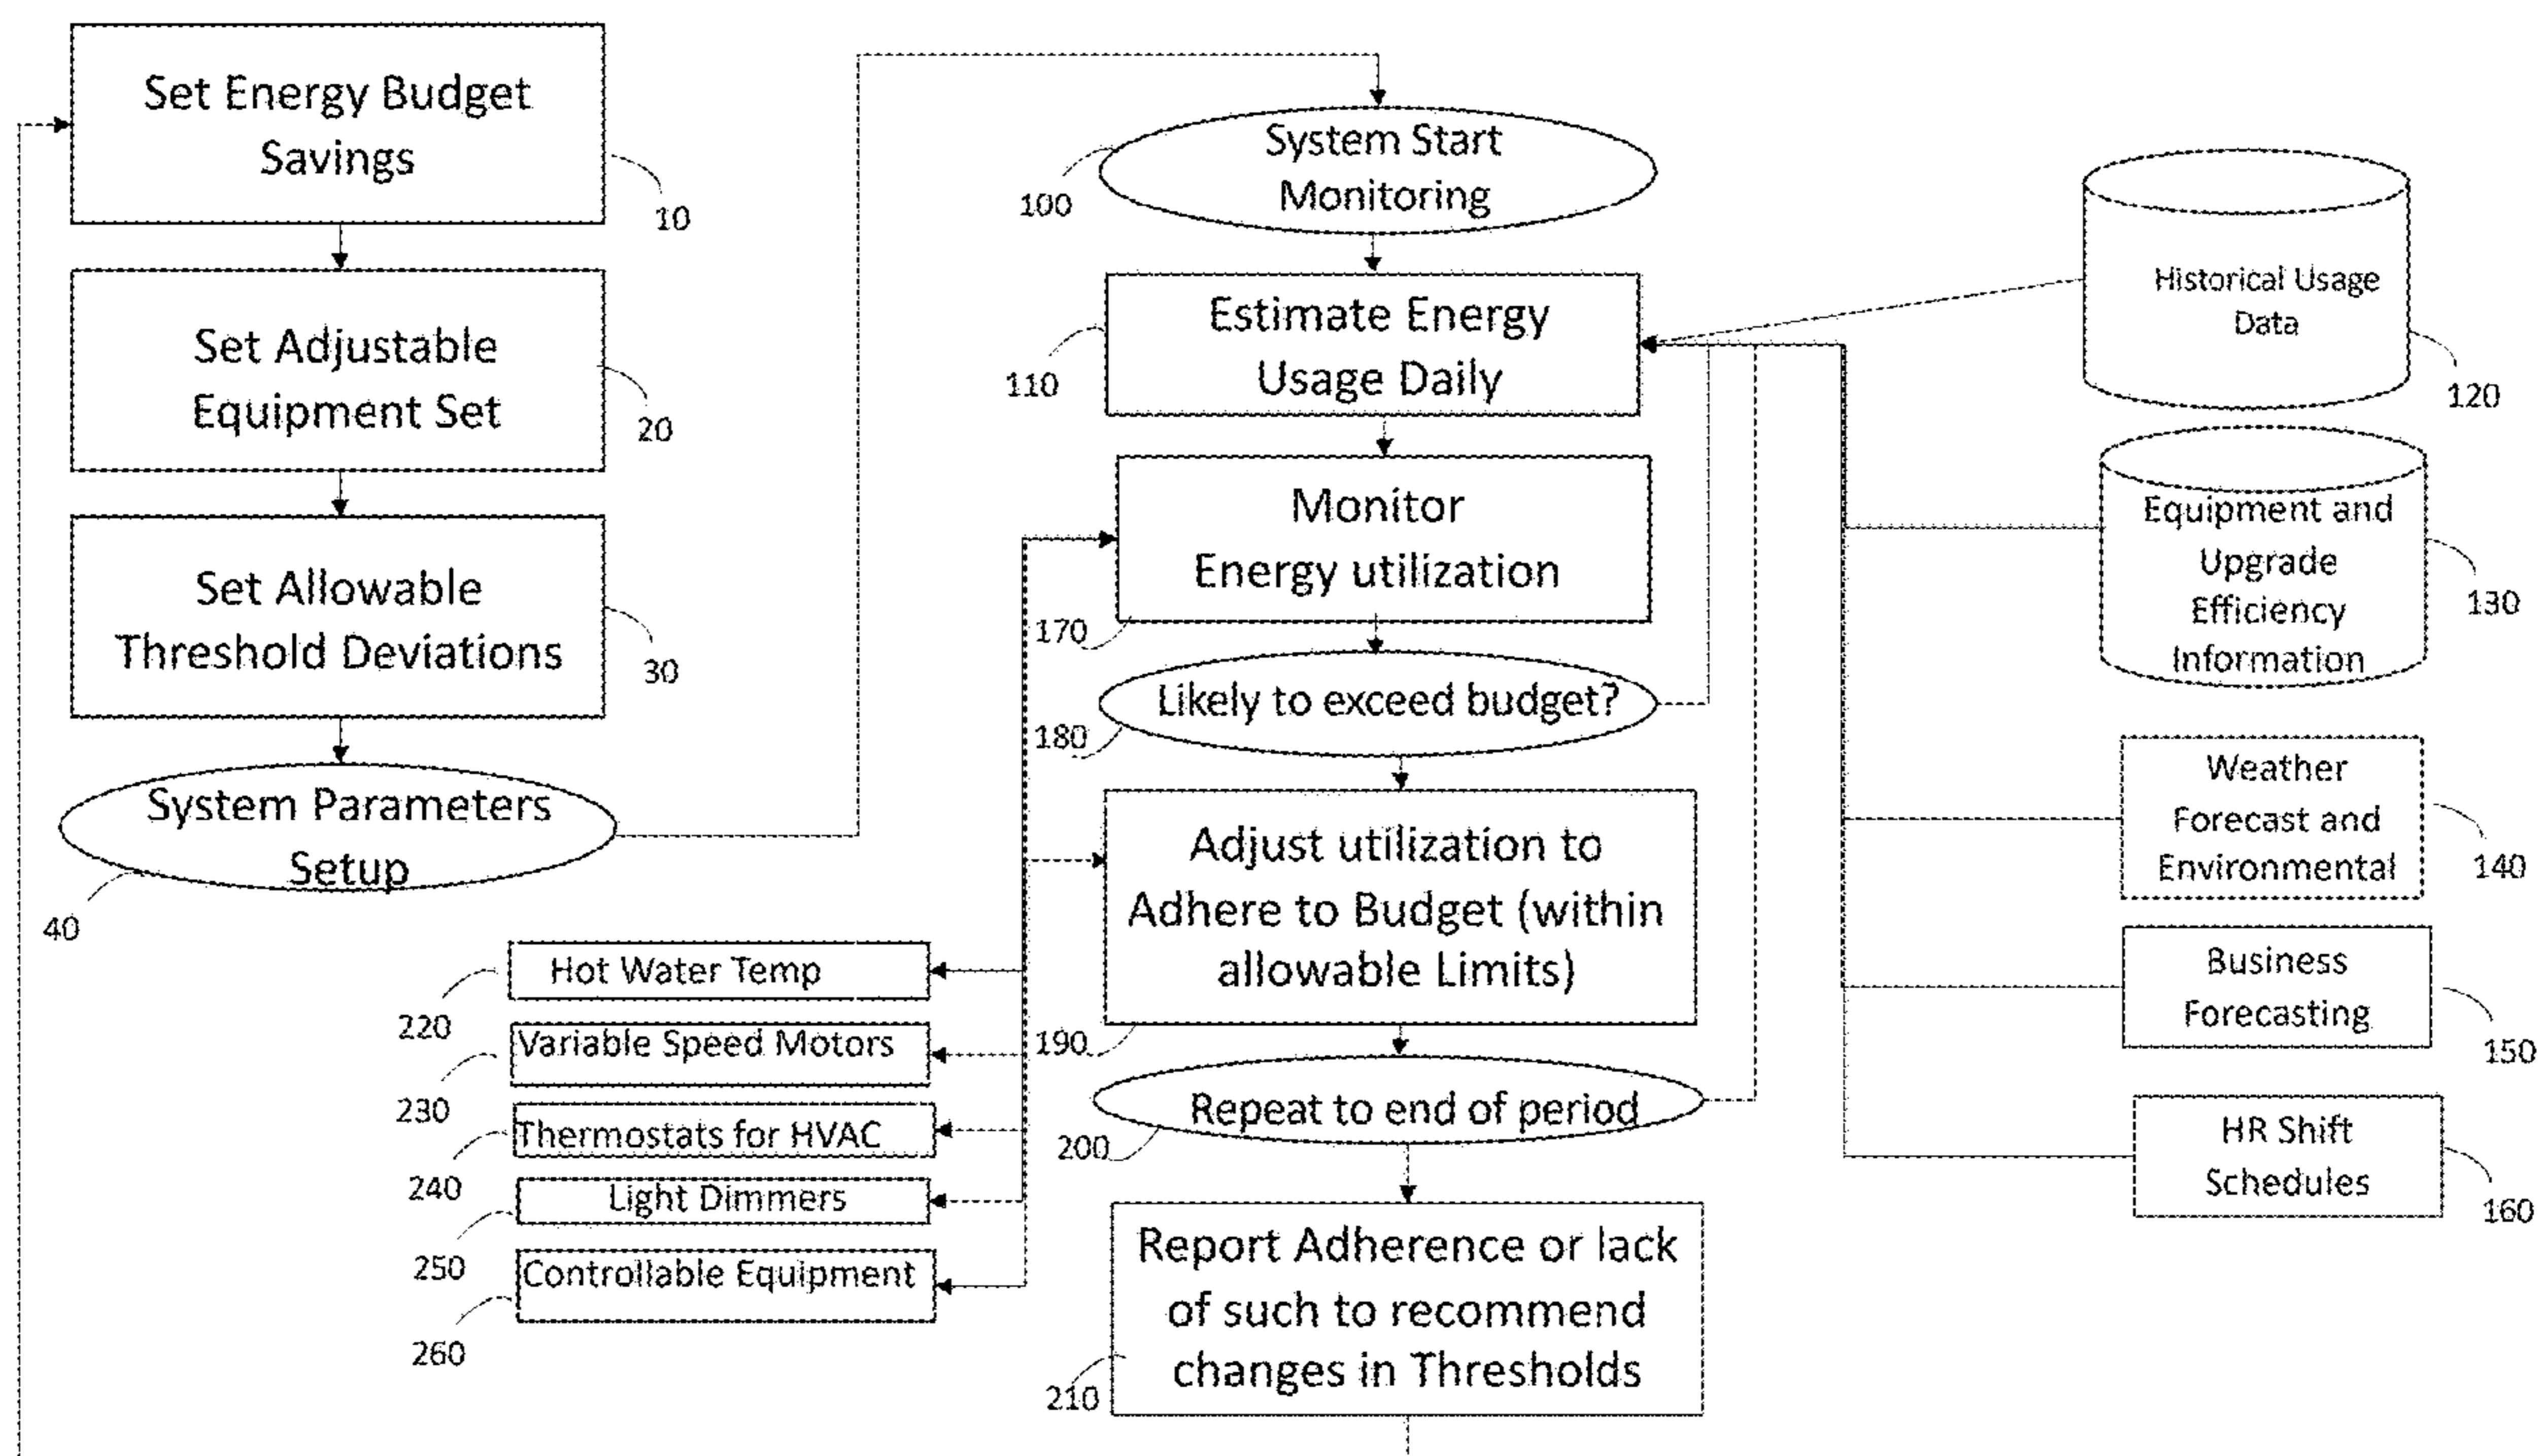 Set Energy Budget
Savings
10
Set Adjustable
Equipment Set
20
Set Allowable
Threshold Deviations
30
System Parameters
Setup
40
System Start
Monitoring
100
Estimate Energy
Usage Daily
110
Monitor
Energy utilization
170
Likely to exceed budget?
180
Adjust utilization to
Adhere to Budget (within
allowable Limits)
190
Repeat to end of period
200
Report Adherence or lack
of such to recommend
changes in Thresholds
210
Hot Water Temp
220
Variable Speed Motors
230
Thermostats for HVAC
240
Light Dimmers
250
Controllable Equipment
260
Historical Usage
Data
120
Equipment and
Upgrade
Efficiency
Information
130
Weather
Forecast and
Environmental
140
Business
Forecasting
150
HR Shift
Schedules
160